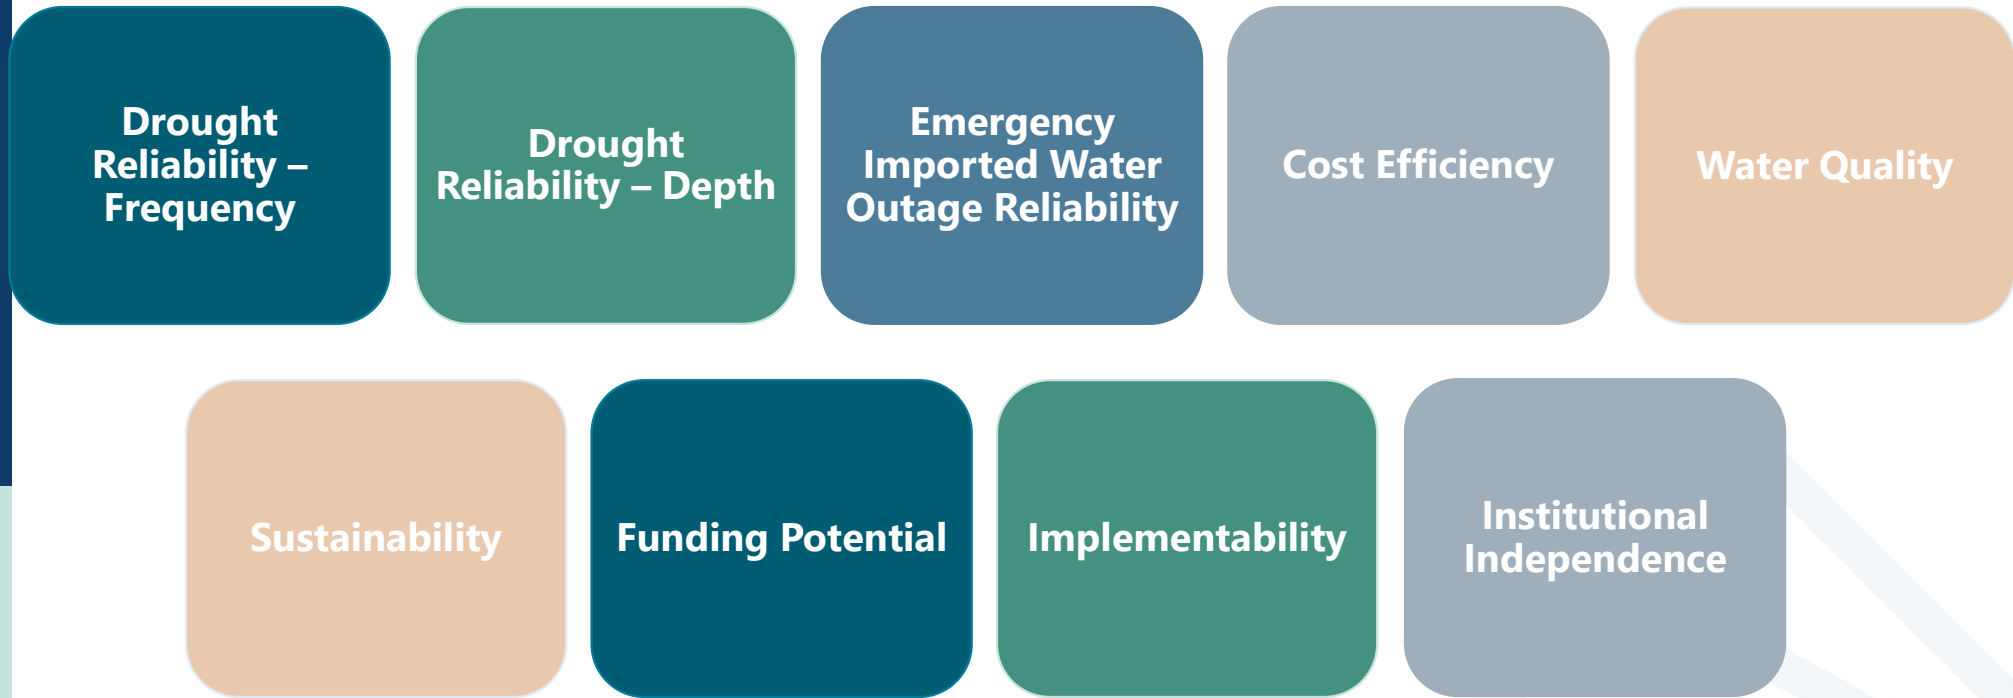 Drought
Reliability –
Frequency
Drought
Reliability – Depth
Emergency
Imported Water
Outage Reliability
Cost Efficiency
Water Quality
Sustainability
Funding Potential
Implementability
Institutional
Independence